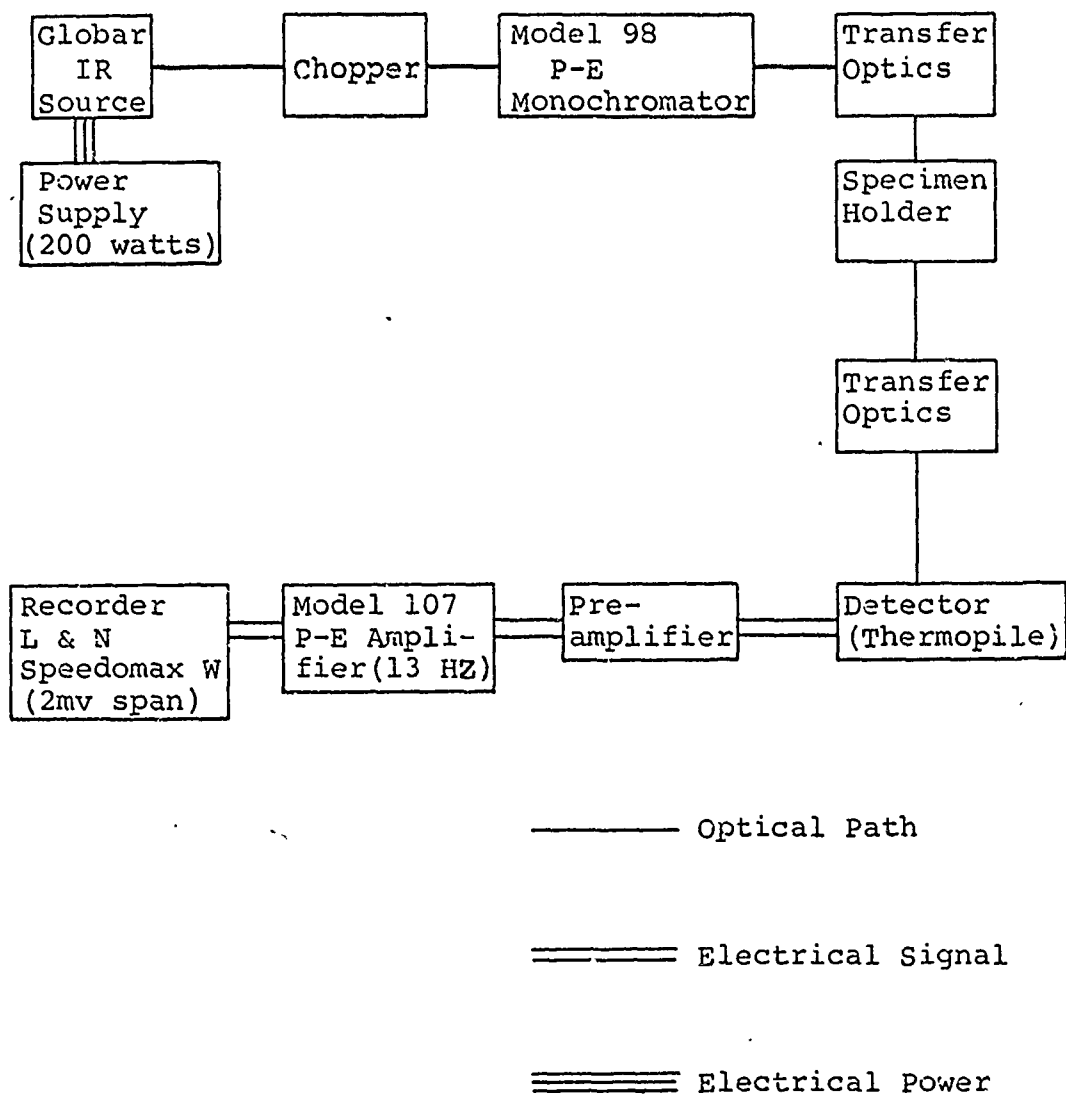 Globar
IR
Source
Chopper
Model 98
P-E
Monochromator
Transfer
Optics
Power
Supply
(200 watts)
Specimen
Holder
Transfer
Optics
Recorder
L & N
Speedomax W
(2mv span)
Model 107
P-E Ampli-
fier(13 HZ)
Pre-
amplifier
Detector
(Thermopile)
Optical Path
Electrical Signal
Electrical Power